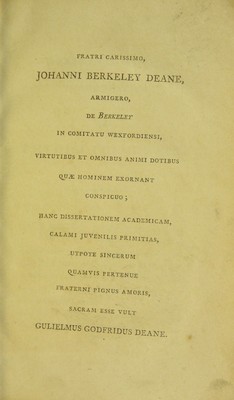 FRATRI CARISSIMO,
JOHANNI BERKELEY DEANE,
ARMIGERO,
DE BERKELEY
IN COMITATU WEXFORDIENSI,
VIRTUTIBUS ET OMNIBUS ANIMI DOTIBUS
QUÆ HOMINEM EXORNANT
CONSPICUO;
HANC DISSERTATIONEM ACADEMICAM,
CALAMI JUVENILIS PRIMITIAS,
UTPOTE SINCERUM
QUAMVIS PERTENUE
FRATERNI PIGNUS AMORIS,
SACRAM ESSE VULT
GULIELMUS GODFRIDUS DEANE.